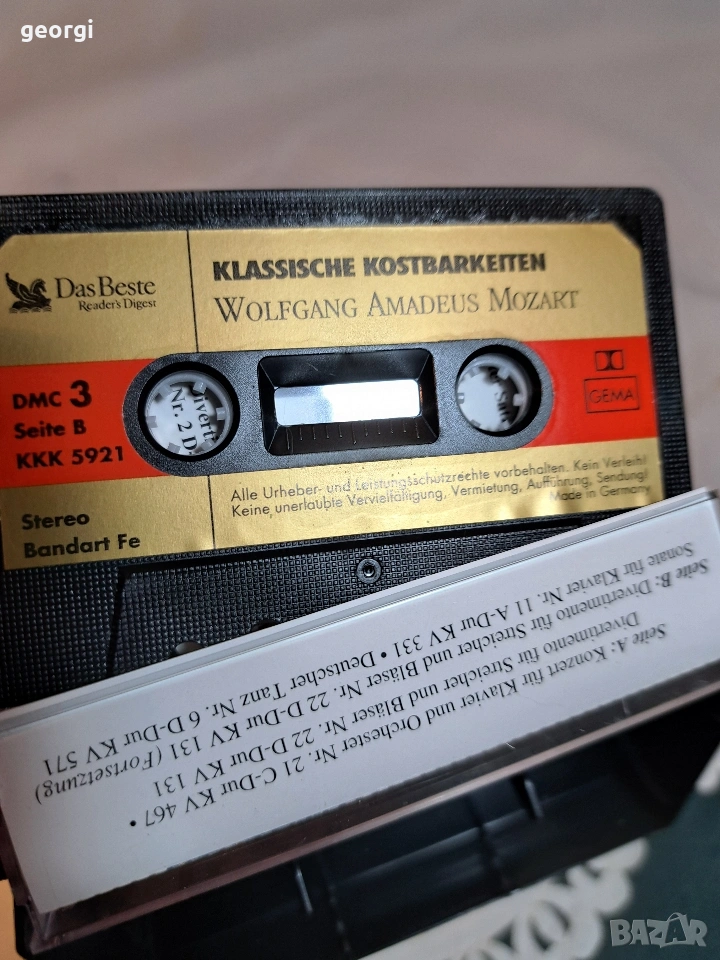 georgi
Das Beste
Reader's Digest
KLASSISCHE KOSTBARKEITEN
WOLFGANG AMADEUS MOZART
DMC 3
Seite B
KKK 5921
Nr. 2 D
GEMA
Alle Urheber- und Leistungsschutzrechte vorbehalten. Kein Verleih!
Keine unerlaubte Vervielfältigung, Vermietung, Aufführung, Sendung!
Made in Germany
Stereo
Bandart Fe
Seite A: Konzert für Klavier und Orchester Nr. 21 C-Dur KV 467 •
Divertimento für Streicher und Bläser Nr. 22 D-Dur KV 131
Seite B: Divertimento für Streicher und Bläser Nr. 22 D-Dur KV 131 (Fortsetzung)
Sonate für Klavier Nr. 11 A-Dur KV 331 • Deutscher Tanz Nr. 6 D-Dur KV 571
BAZAR